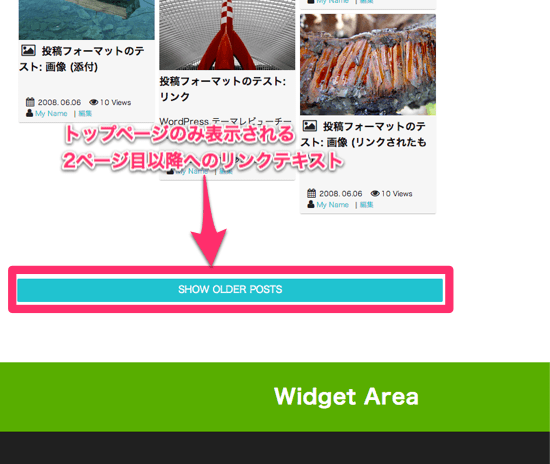 My Name | 編集
投稿フォーマットのテ
スト: 画像 (添付)
2008.06.06 10 Views
My Name | 編集
投稿フォーマットのテスト:
リンク
WordPress テーマレビューチー
My Name | 編集
投稿フォーマットのテ
スト: 画像 (リンクされたも
2008.06.06 10 Views
My Name | 編集
トップページのみ表示される
2ページ目以降へのリンクテキスト
SHOW OLDER POSTS
Widget Area